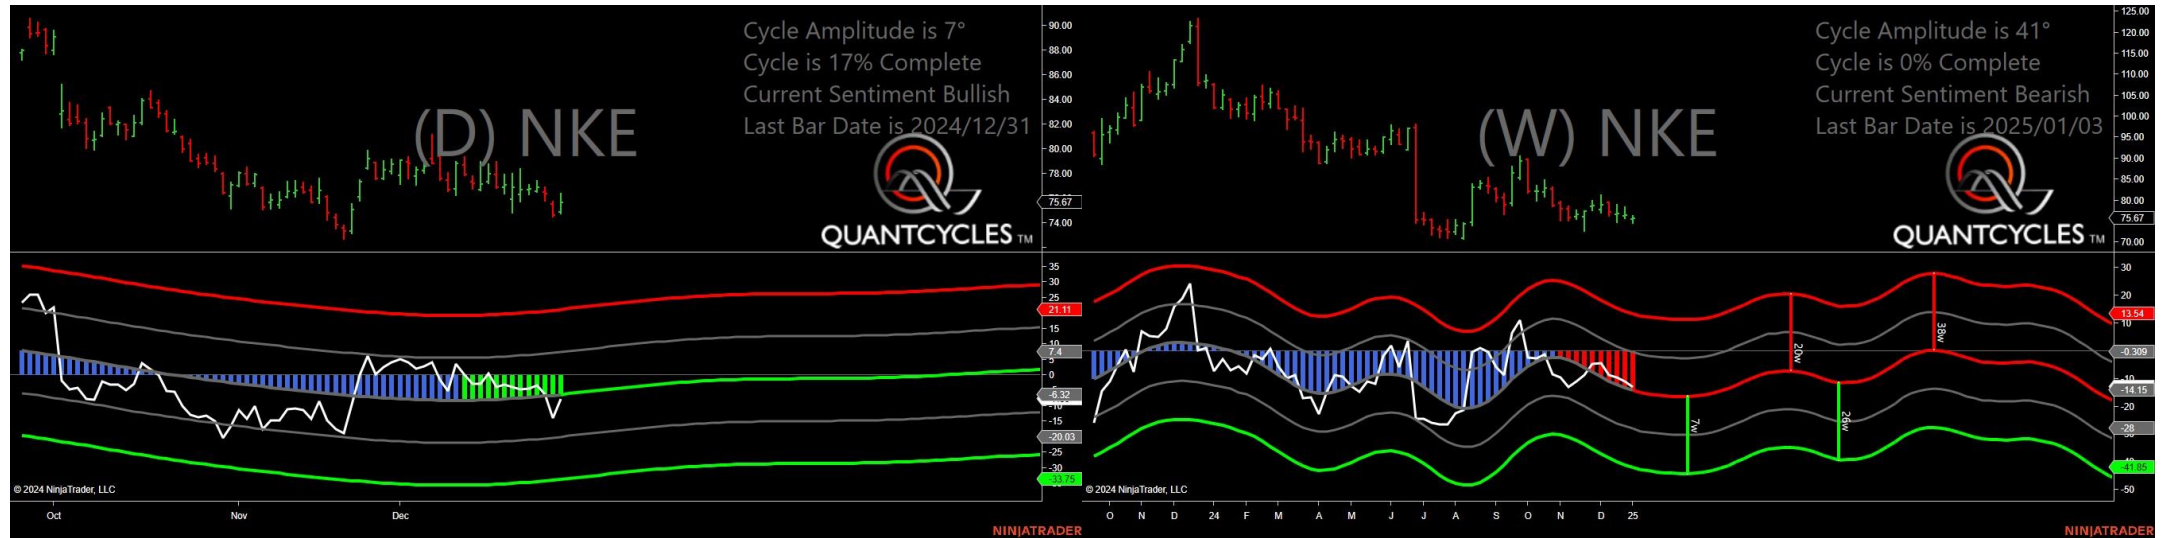 Cycle Amplitude is 7°
Cycle is 17% Complete
Current Sentiment Bullish
Last Bar Date is 2024/12/31
(D) NKE
QUANTCYCLES TM
90.00
88.00
86.00
84.00
82.00
80.00
78.00
75.67
74.00
35
30
25
21.11
15
10
7.4
5
0
-6.32
-10
-15
-20.03
-25
-30
-33.75
© 2024 NinjaTrader, LLC
Oct Nov Dec
NINJATRADER
Cycle Amplitude is 41°
Cycle is 0% Complete
Current Sentiment Bearish
Last Bar Date is 2025/01/03
(W) NKE
QUANTCYCLES TM
125.00
120.00
115.00
110.00
105.00
100.00
95.00
90.00
85.00
80.00
75.67
70.00
30
20
13.54
10
-0.309
-14.15
-20
-28
-41.85
-50
7w
20w
26w
38w
© 2024 NinjaTrader, LLC
O N D 24 F M A M J J A S O N D 25
NINJATRADER